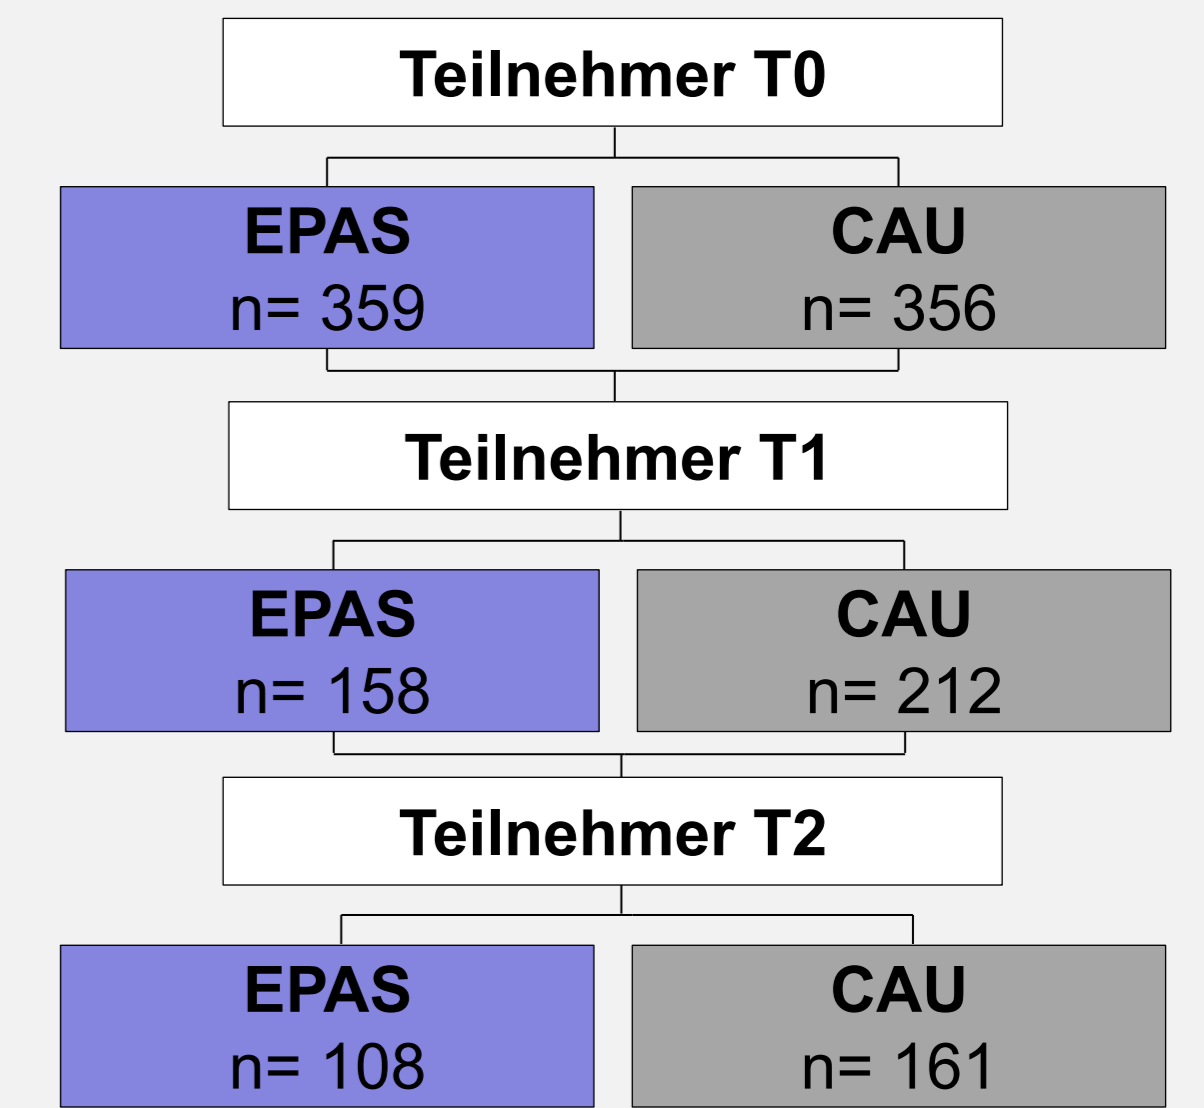 Teilnehmer T0
EPAS
n= 359
CAU
n= 356
Teilnehmer T1
EPAS
n= 158
CAU
n= 212
Teilnehmer T2
EPAS
n= 108
CAU
n= 161